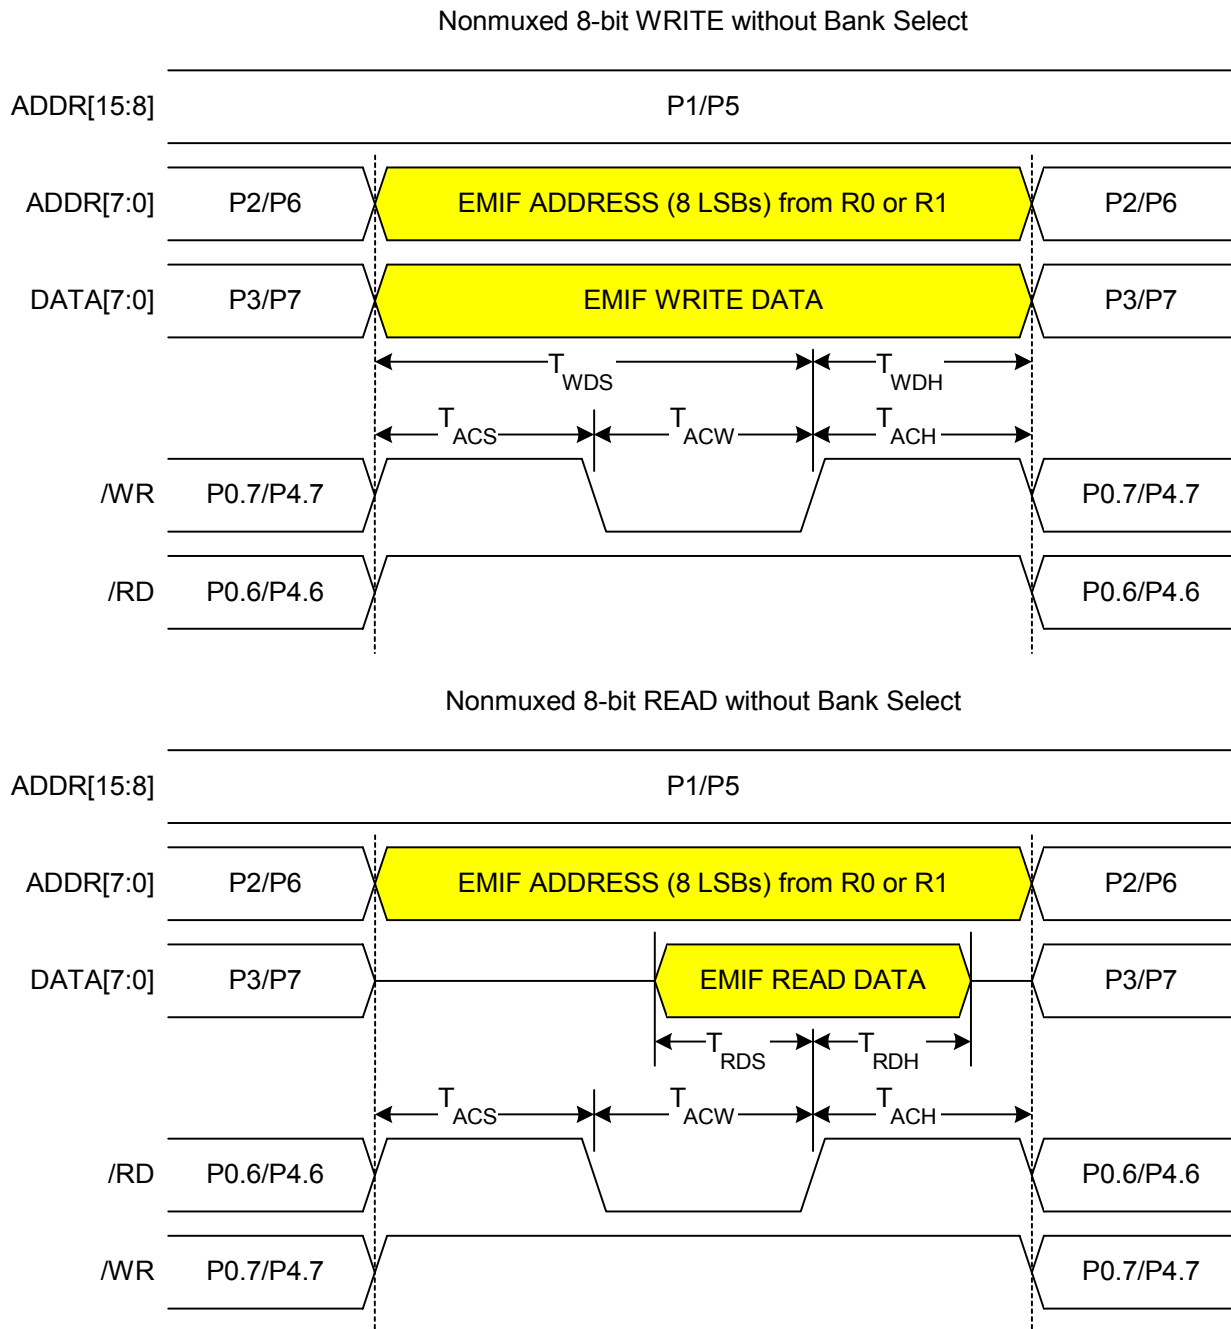 Nonmuxed 8-bit WRITE without Bank Select
ADDR[15:8] P1/P5
ADDR[7:0] P2/P6 EMIF ADDRESS (8 LSBs) from R0 or R1 P2/P6
DATA[7:0] P3/P7 EMIF WRITE DATA P3/P7
TWDS TWDH
TACS TACW TACH
/WR P0.7/P4.7 P0.7/P4.7
/RD P0.6/P4.6 P0.6/P4.6
Nonmuxed 8-bit READ without Bank Select
ADDR[15:8] P1/P5
ADDR[7:0] P2/P6 EMIF ADDRESS (8 LSBs) from R0 or R1 P2/P6
DATA[7:0] P3/P7 EMIF READ DATA P3/P7
TRDS TRDH
TACS TACW TACH
/RD P0.6/P4.6 P0.6/P4.6
/WR P0.7/P4.7 P0.7/P4.7